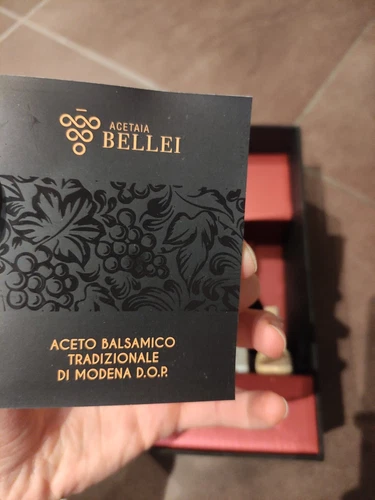 ACETAIA
BELLEI
ACETO BALSAMICO
TRADIZIONALE
DI MODENA D.O.P.